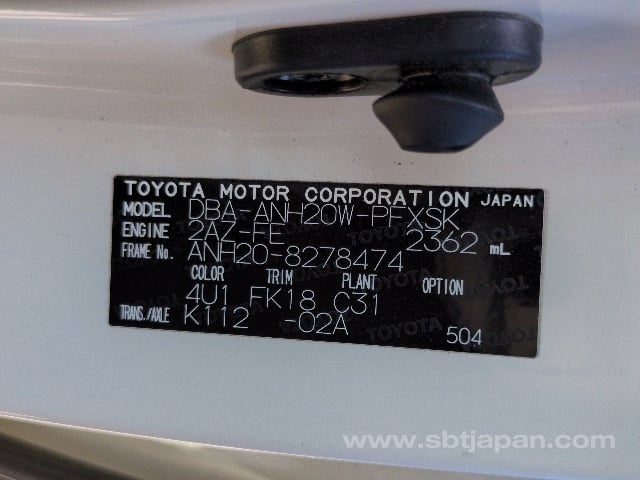 TOYOTA MOTOR CORPORATION JAPAN
MODEL DBA-ANH20W-PFXSK
ENGINE 2AZ-FE 2362 mL
FRAME No. ANH20-8278474
COLOR TRIM PLANT OPTION
4U1 FK18 C31
TRANS./AXLE K112 -02A
504
www.sbtjapan.com